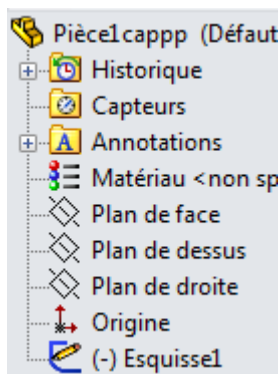 Pièce1cappp (Défaut
Historique
Capteurs
Annotations
Matériau <non sp
Plan de face
Plan de dessus
Plan de droite
Origine
(-) Esquisse1